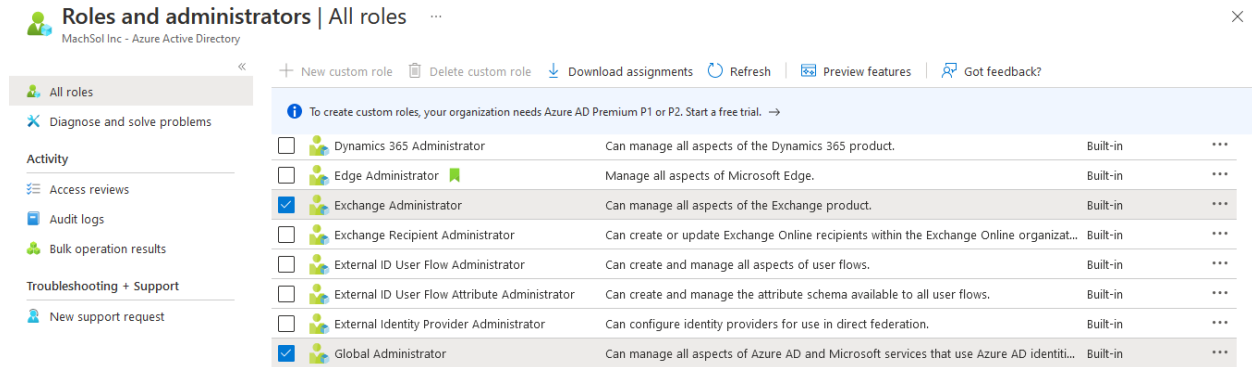 Roles and administrators | All roles ...
MachSol Inc - Azure Active Directory
All roles
Diagnose and solve problems
Activity
Access reviews
Audit logs
Bulk operation results
Troubleshooting + Support
New support request
New custom role Delete custom role Download assignments Refresh Preview features Got feedback?
To create custom roles, your organization needs Azure AD Premium P1 or P2. Start a free trial. →
Dynamics 365 Administrator Can manage all aspects of the Dynamics 365 product. Built-in ...
Edge Administrator Manage all aspects of Microsoft Edge. Built-in ...
Exchange Administrator Can manage all aspects of the Exchange product. Built-in ...
Exchange Recipient Administrator Can create or update Exchange Online recipients within the Exchange Online organizat... Built-in ...
External ID User Flow Administrator Can create and manage all aspects of user flows. Built-in ...
External ID User Flow Attribute Administrator Can create and manage the attribute schema available to all user flows. Built-in ...
External Identity Provider Administrator Can configure identity providers for use in direct federation. Built-in ...
Global Administrator Can manage all aspects of Azure AD and Microsoft services that use Azure AD identiti... Built-in ...